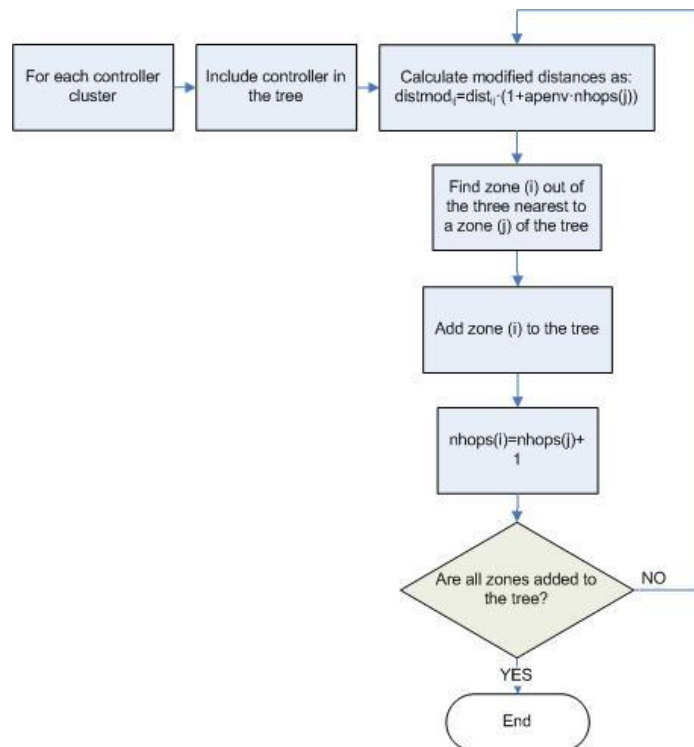 For each controller
cluster
Include controller in
the tree
Calculate modified distances as:
distmodᵢⱼ=distᵢⱼ·(1+apenv·nhops(j))
Find zone (i) out of
the three nearest to
a zone (j) of the tree
Add zone (i) to the tree
nhops(i)=nhops(j)+
1
Are all zones added to
the tree?
NO
YES
End